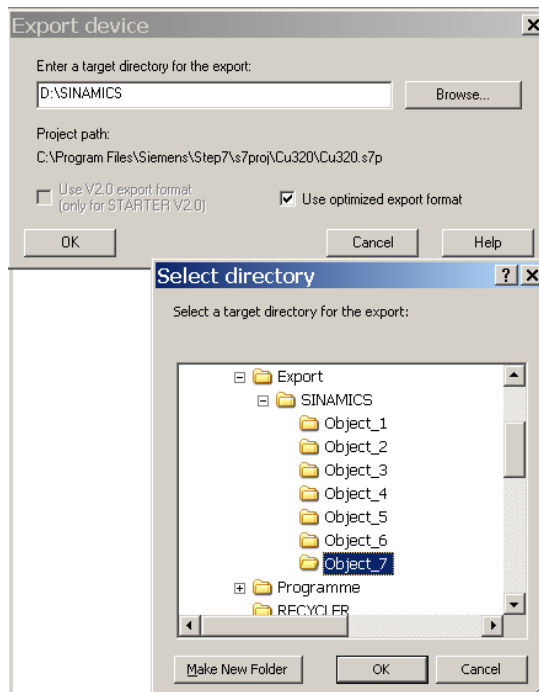 Export device
Enter a target directory for the export:
D:\SINAMICS
Browse...
Project path:
C:\Program Files\Siemens\Step7\s7proj\Cu320\Cu320.s7p
Use V2.0 export format
(only for STARTER V2.0)
Use optimized export format
OK
Cancel
Help
Select directory
Select a target directory for the export:
Export
SINAMICS
Object_1
Object_2
Object_3
Object_4
Object_5
Object_6
Object_7
Programme
RECYCLER
Make New Folder
OK
Cancel